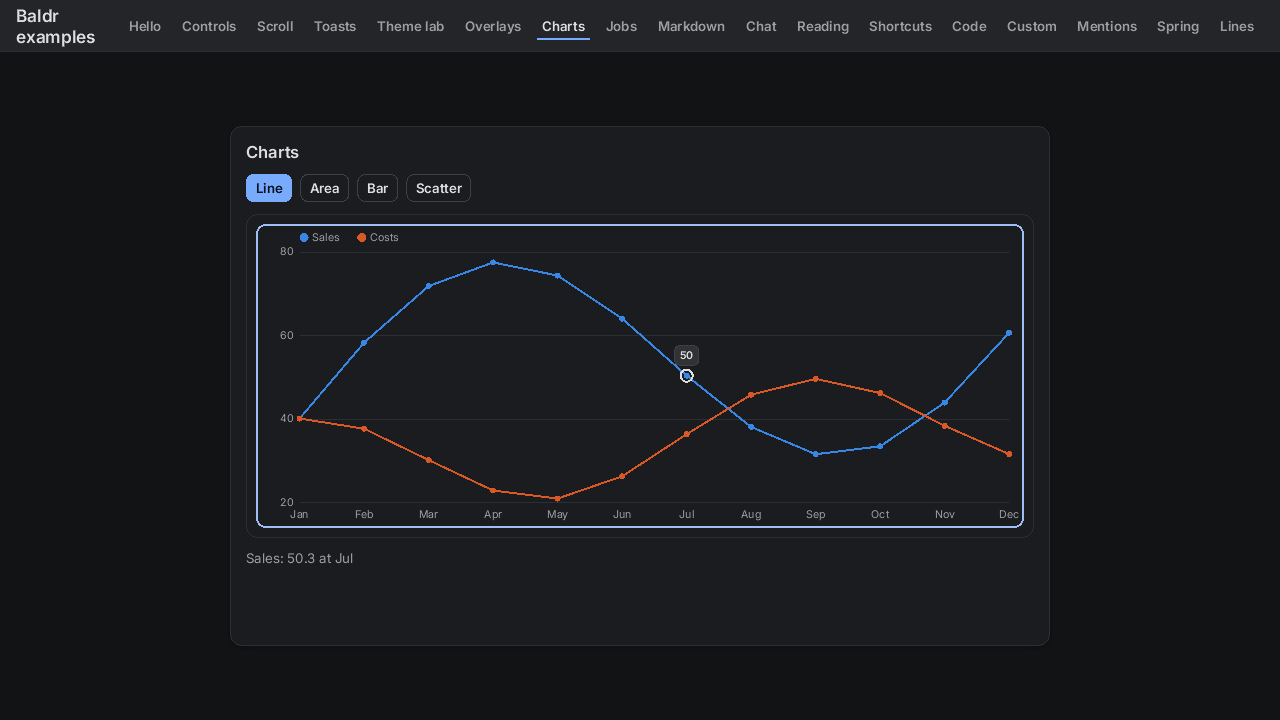 Baldr
examples
Hello Controls Scroll Toasts Theme lab Overlays Charts Jobs Markdown Chat Reading Shortcuts Code Custom Mentions Spring Lines
Charts
Line Area Bar Scatter
Sales Costs
80
60
50
40
20
Jan Feb Mar Apr May Jun Jul Aug Sep Oct Nov Dec
Sales: 50.3 at Jul